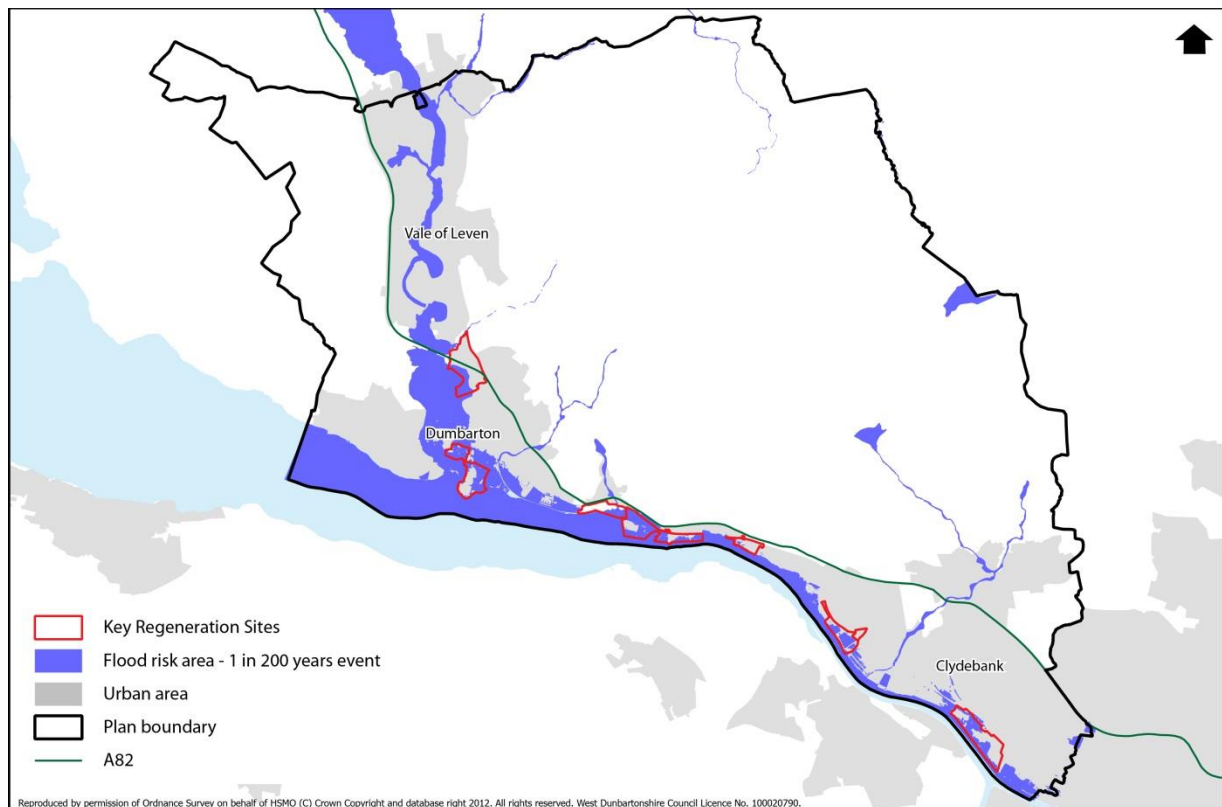 Vale of Leven
Dumbarton
Clydebank
Key Regeneration Sites
Flood risk area - 1 in 200 years event
Urban area
Plan boundary
A82
Reproduced by permission of Ordnance Survey on behalf of HSMO (C) Crown Copyright and database right 2012. All rights reserved. West Dunbartonshire Council Licence No. 100020790.